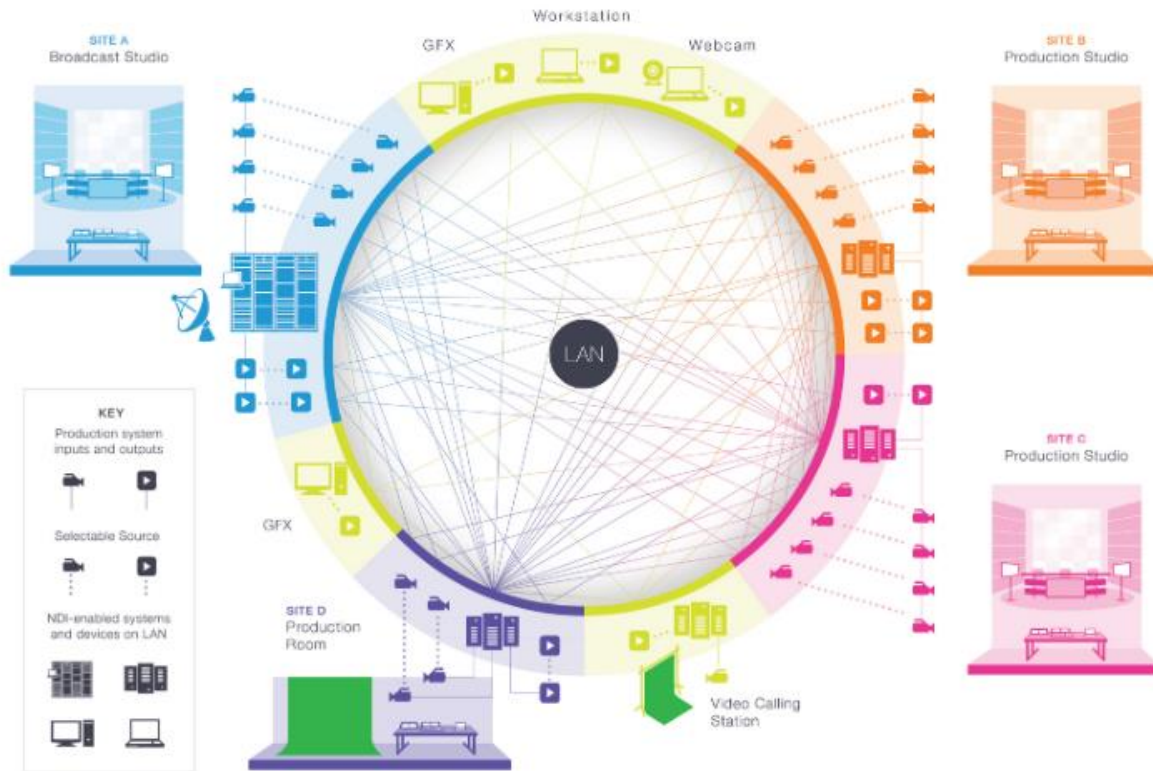 Workstation
GFX
Webcam
SITE A
Broadcast Studio
SITE B
Production Studio
LAN
KEY
Production system
inputs and outputs
Selectable Source
NDI-enabled systems
and devices on LAN
GFX
SITE C
Production Studio
SITE D
Production
Room
Video Calling
Station